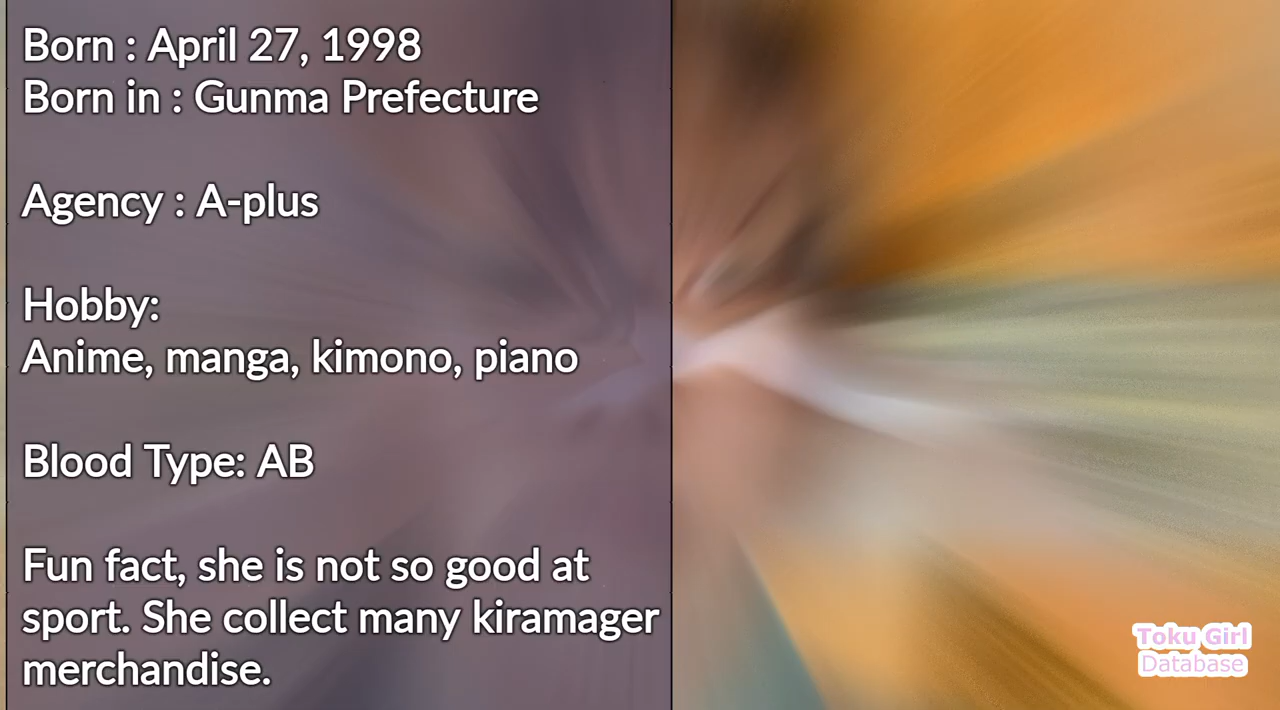 Born : April 27, 1998
Born in : Gunma Prefecture
Agency : A-plus
Hobby:
Anime, manga, kimono, piano
Blood Type: AB
Fun fact, she is not so good at
sport. She collect many kiramager
merchandise.
Toku Girl
Database